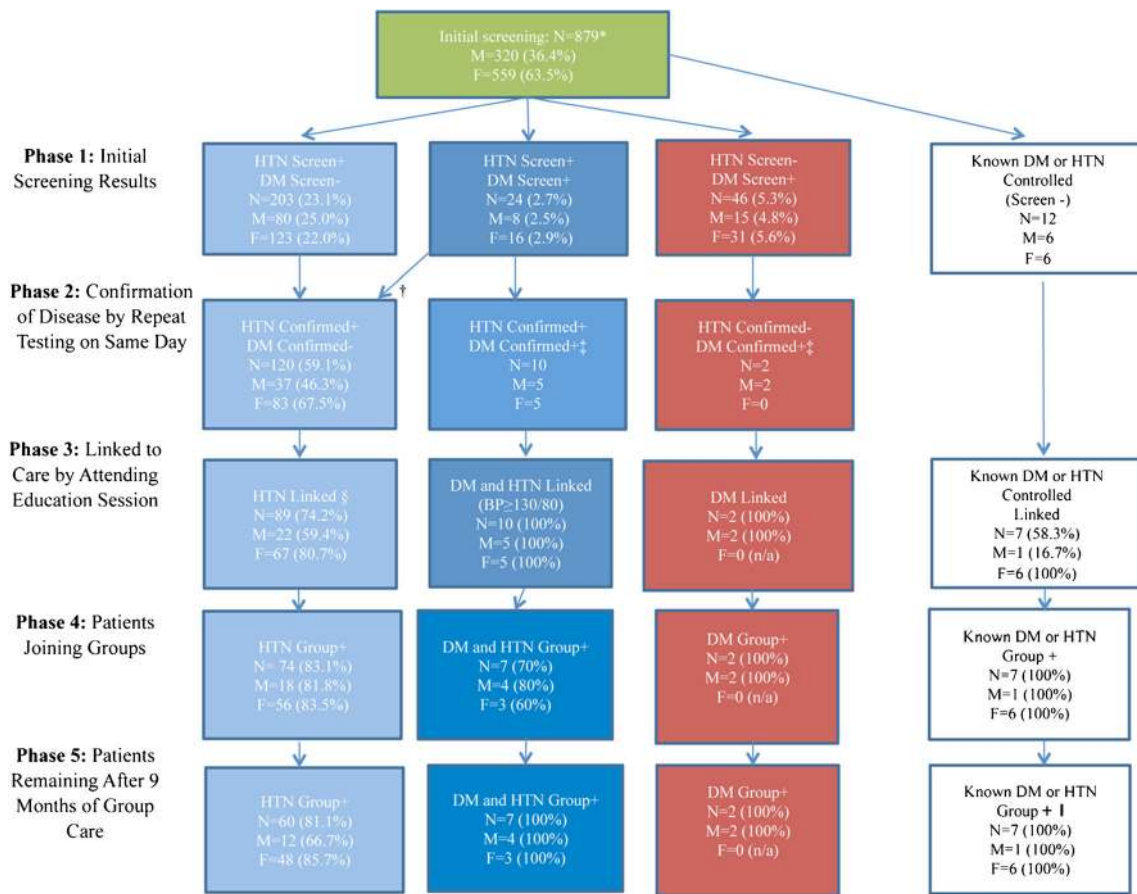 Initial screening: N=879*
M=320 (36.4%)
F=559 (63.5%)
Phase 1: Initial
Screening Results
HTN Screen+
DM Screen-
N=203 (23.1%)
M=80 (25.0%)
F=123 (22.0%)
HTN Screen+
DM Screen+
N=24 (2.7%)
M=8 (2.5%)
F=16 (2.9%)
HTN Screen-
DM Screen+
N=46 (5.3%)
M=15 (4.8%)
F=31 (5.6%)
Known DM or HTN
Controlled
(Screen -)
N=12
M=6
F=6
Phase 2: Confirmation
of Disease by Repeat
Testing on Same Day
†
HTN Confirmed+
DM Confirmed-
N=120 (59.1%)
M=37 (46.3%)
F=83 (67.5%)
HTN Confirmed+
DM Confirmed+‡
N=10
M=5
F=5
HTN Confirmed-
DM Confirmed+‡
N=2
M=2
F=0
Phase 3: Linked to
Care by Attending
Education Session
HTN Linked §
N=89 (74.2%)
M=22 (59.4%)
F=67 (80.7%)
DM and HTN Linked
(BP≥130/80)
N=10 (100%)
M=5 (100%)
F=5 (100%)
DM Linked
N=2 (100%)
M=2 (100%)
F=0 (n/a)
Known DM or HTN
Controlled
Linked
N=7 (58.3%)
M=1 (16.7%)
F=6 (100%)
Phase 4: Patients
Joining Groups
HTN Group+
N= 74 (83.1%)
M=18 (81.8%)
F=56 (83.5%)
DM and HTN Group+
N=7 (70%)
M=4 (80%)
F=3 (60%)
DM Group+
N=2 (100%)
M=2 (100%)
F=0 (n/a)
Known DM or HTN
Group +
N=7 (100%)
M=1 (100%)
F=6 (100%)
Phase 5: Patients
Remaining After 9
Months of Group
Care
HTN Group+
N=60 (81.1%)
M=12 (66.7%)
F=48 (85.7%)
DM and HTN Group+
N=7 (100%)
M=4 (100%)
F=3 (100%)
DM Group+
N=2 (100%)
M=2 (100%)
F=0 (n/a)
Known DM or HTN
Group + ǁ
N=7 (100%)
M=1 (100%)
F=6 (100%)